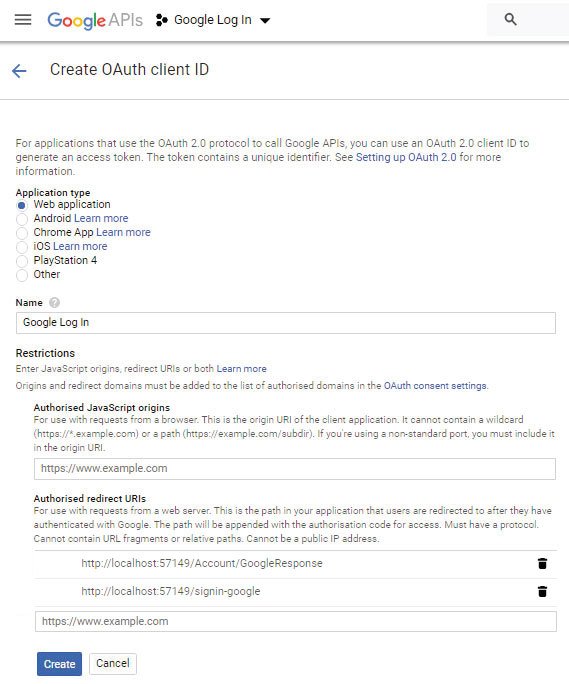 Google APIs Google Log In
Create OAuth client ID
For applications that use the OAuth 2.0 protocol to call Google APIs, you can use an OAuth 2.0 client ID to
generate an access token. The token contains a unique identifier. See Setting up OAuth 2.0 for more
information.
Application type
Web application
Android Learn more
Chrome App Learn more
iOS Learn more
PlayStation 4
Other
Name
Google Log In
Restrictions
Enter JavaScript origins, redirect URIs or both Learn more
Origins and redirect domains must be added to the list of authorised domains in the OAuth consent settings.
Authorised JavaScript origins
For use with requests from a browser. This is the origin URI of the client application. It cannot contain a wildcard
(https://*.example.com) or a path (https://example.com/subdir). If you're using a non-standard port, you must include it
in the origin URI.
https://www.example.com
Authorised redirect URIs
For use with requests from a web server. This is the path in your application that users are redirected to after they have
authenticated with Google. The path will be appended with the authorisation code for access. Must have a protocol.
Cannot contain URL fragments or relative paths. Cannot be a public IP address.
http://localhost:57149/Account/GoogleResponse
http://localhost:57149/signin-google
https://www.example.com
Create Cancel